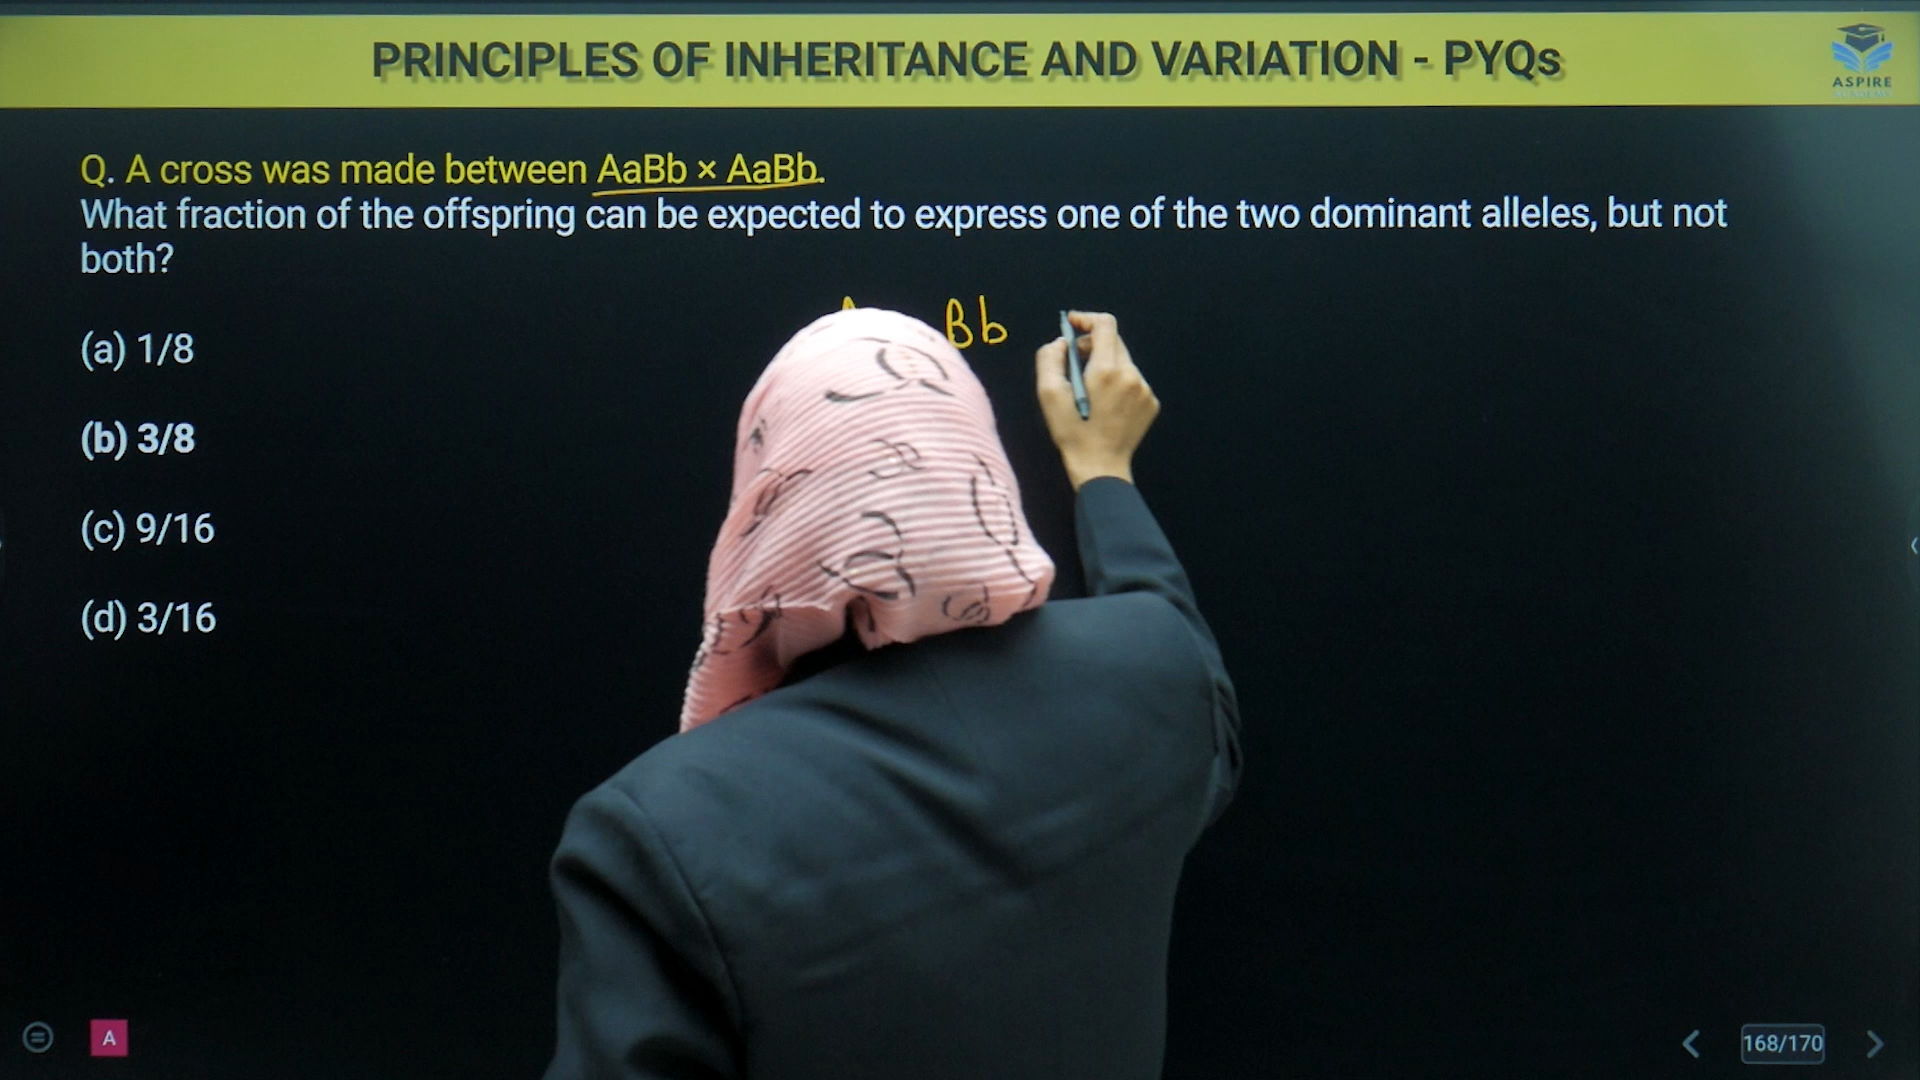 PRINCIPLES OF INHERITANCE AND VARIATION - PYQs
ASPIRE
Q. A cross was made between AaBb × AaBb.
What fraction of the offspring can be expected to express one of the two dominant alleles, but not
both?
Bb
(a) 1/8
(b) 3/8
(c) 9/16
(d) 3/16
A
168/170